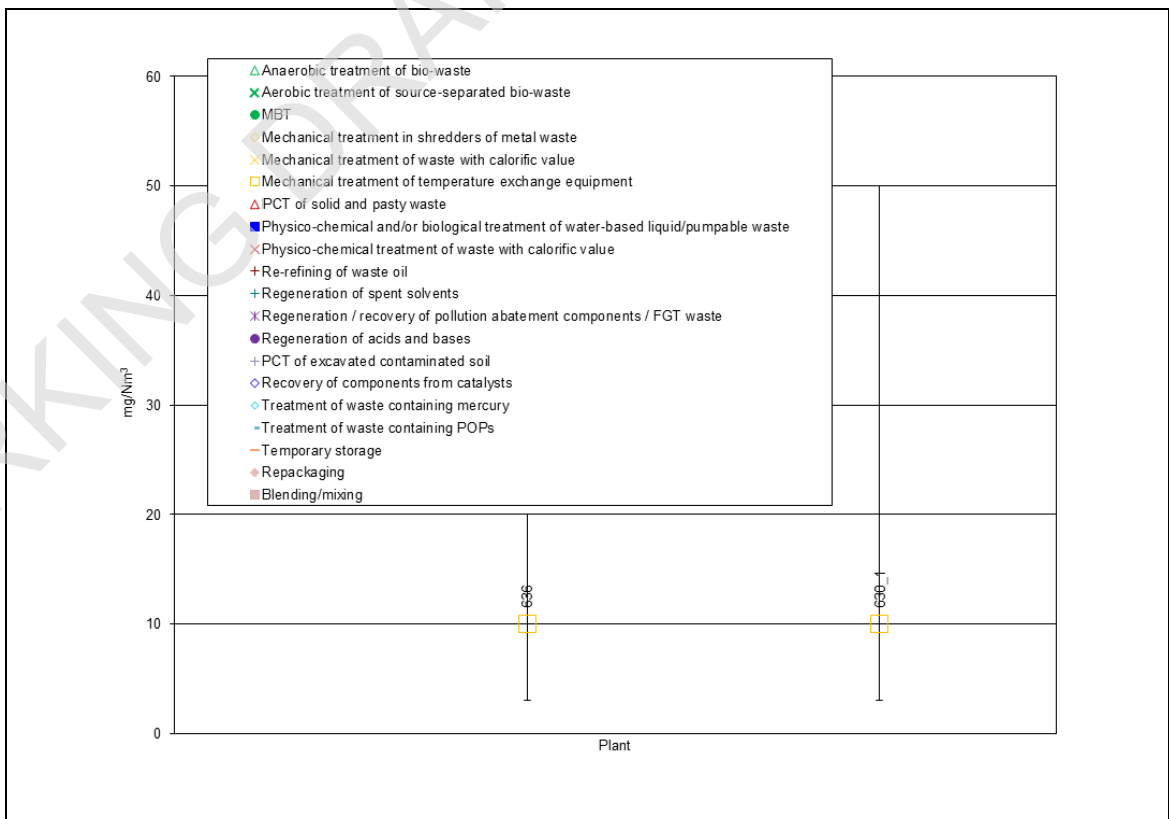 RKING DRA
60
50
40
30
20
10
0
mg/Nm³
Anaerobic treatment of bio-waste
Aerobic treatment of source-separated bio-waste
MBT
Mechanical treatment in shredders of metal waste
Mechanical treatment of waste with calorific value
Mechanical treatment of temperature exchange equipment
PCT of solid and pasty waste
Physico-chemical and/or biological treatment of water-based liquid/pumpable waste
Physico-chemical treatment of waste with calorific value
Re-refining of waste oil
Regeneration of spent solvents
Regeneration / recovery of pollution abatement components / FGT waste
Regeneration of acids and bases
PCT of excavated contaminated soil
Recovery of components from catalysts
Treatment of waste containing mercury
Treatment of waste containing POPs
Temporary storage
Repackaging
Blending/mixing
636
630_1
Plant